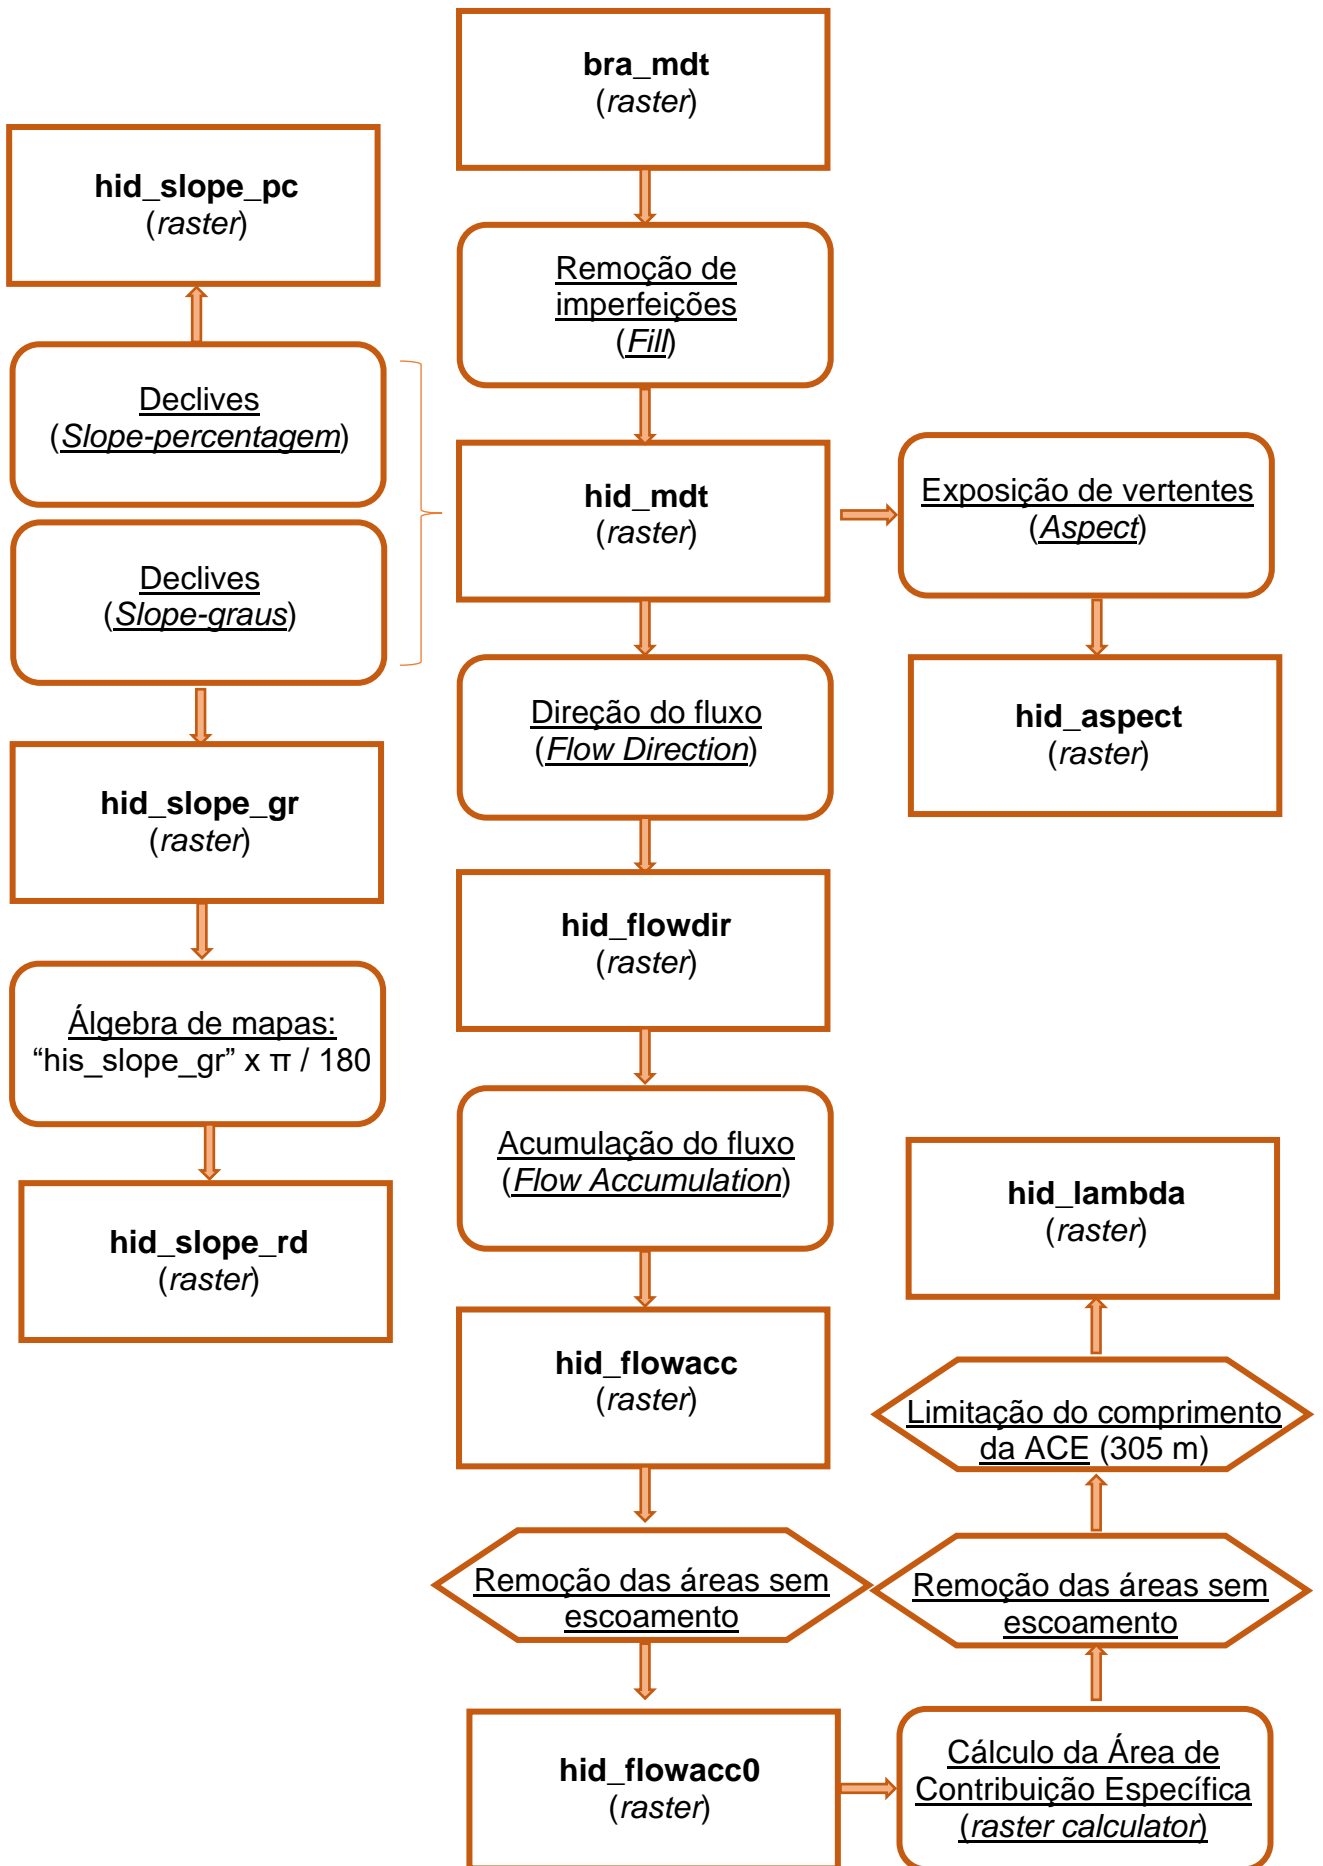 bra_mdt
(raster)
hid_slope_pc
(raster)
Remoção de
imperfeições
(Fill)
Declives
(Slope-percentagem)
hid_mdt
(raster)
Exposição de vertentes
(Aspect)
Declives
(Slope-graus)
Direção do fluxo
(Flow Direction)
hid_aspect
(raster)
hid_slope_gr
(raster)
hid_flowdir
(raster)
Álgebra de mapas:
“his_slope_gr” x π / 180
Acumulação do fluxo
(Flow Accumulation)
hid_lambda
(raster)
hid_slope_rd
(raster)
hid_flowacc
(raster)
Limitação do comprimento
da ACE (305 m)
Remoção das áreas sem
escoamento
Remoção das áreas sem
escoamento
hid_flowacc0
(raster)
Cálculo da Área de
Contribuição Específica
(raster calculator)